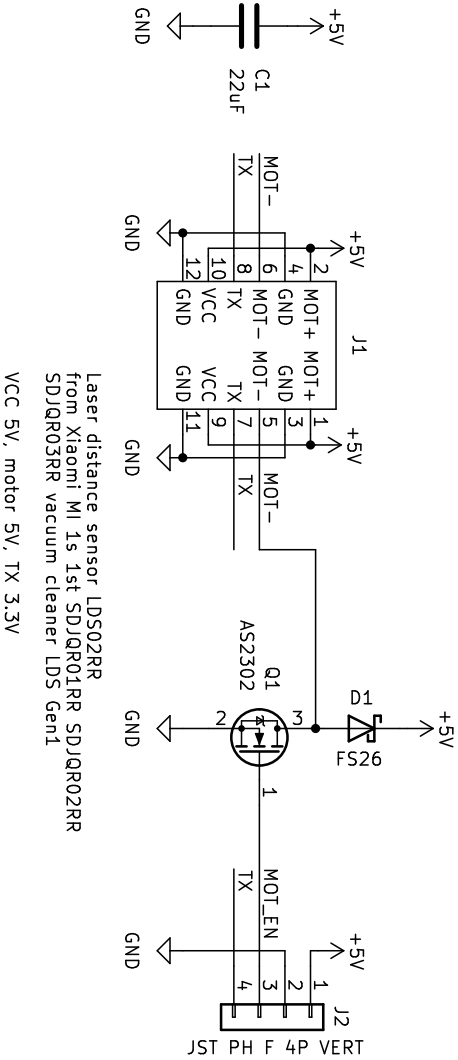 +5V
C1
22uF
GND
MOT-
TX
+5V
GND
2
4
6
8
10
12
MOT+ MOT+
GND GND
MOT- MOT-
TX TX
VCC VCC
GND GND
J1
1
3
5
7
9
11
+5V
GND
MOT-
TX
Laser distance sensor LDS02RR
from Xiaomi MI 1s 1st SDJQR01RR SDJQR02RR
SDJQR03RR vacuum cleaner LDS Gen1
VCC 5V, motor 5V, TX 3.3V
+5V
D1
FS26
Q1
AS2302
3
2
1
GND
MOT_EN
TX
+5V
GND
1
2
3
4
J2
JST PH F 4P VERT